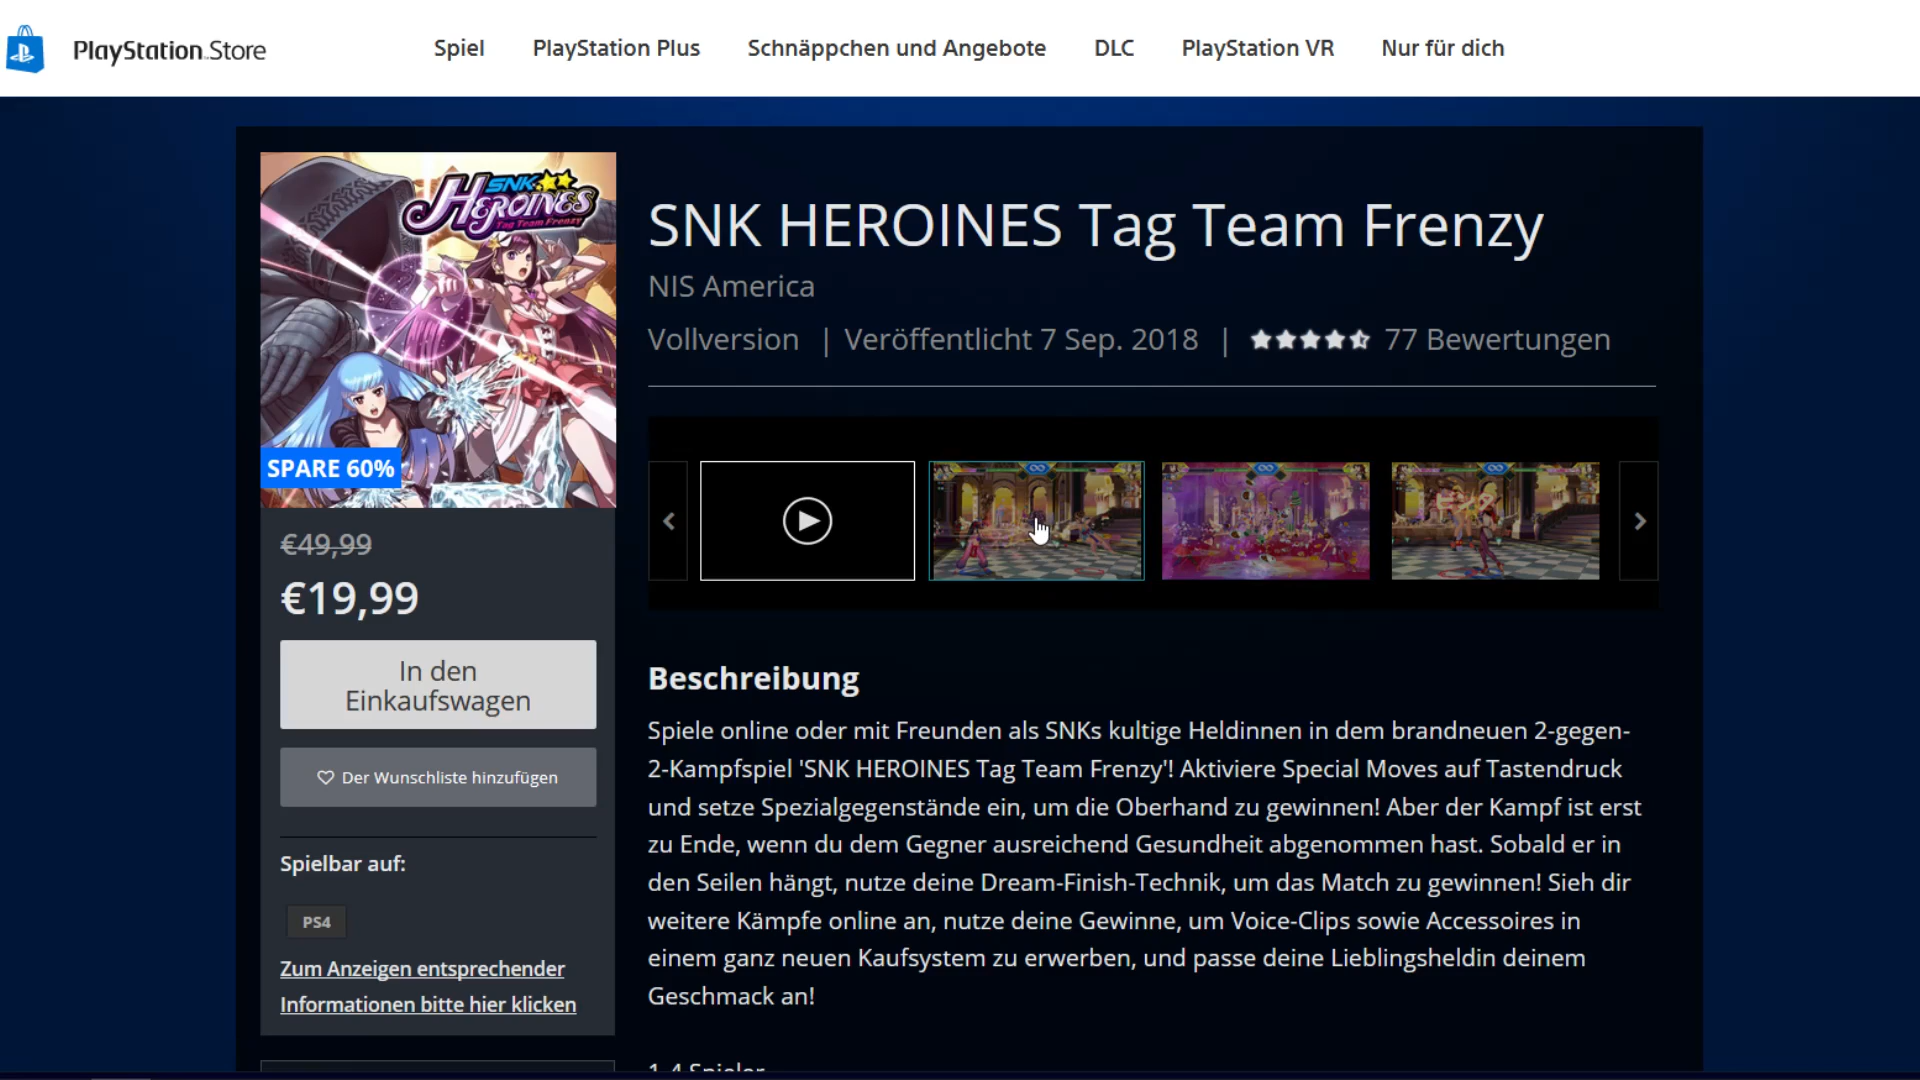 PlayStation.Store
Spiel
PlayStation Plus
Schnäppchen und Angebote
DLC
PlayStation VR
Nur für dich
SNK
HEROINES
Tag Team Frenzy
SPARE 60%
€49,99
€19,99
In den
Einkaufswagen
Der Wunschliste hinzufügen
Spielbar auf:
PS4
Zum Anzeigen entsprechender
Informationen bitte hier klicken
SNK HEROINES Tag Team Frenzy
NIS America
Vollversion | Veröffentlicht 7 Sep. 2018 | 77 Bewertungen
Beschreibung
Spiele online oder mit Freunden als SNKs kultige Heldinnen in dem brandneuen 2-gegen-
2-Kampfspiel 'SNK HEROINES Tag Team Frenzy'! Aktiviere Special Moves auf Tastendruck
und setze Spezialgegenstände ein, um die Oberhand zu gewinnen! Aber der Kampf ist erst
zu Ende, wenn du dem Gegner ausreichend Gesundheit abgenommen hast. Sobald er in
den Seilen hängt, nutze deine Dream-Finish-Technik, um das Match zu gewinnen! Sieh dir
weitere Kämpfe online an, nutze deine Gewinne, um Voice-Clips sowie Accessoires in
einem ganz neuen Kaufsystem zu erwerben, und passe deine Lieblingsheldin deinem
Geschmack an!
1-4 Spieler